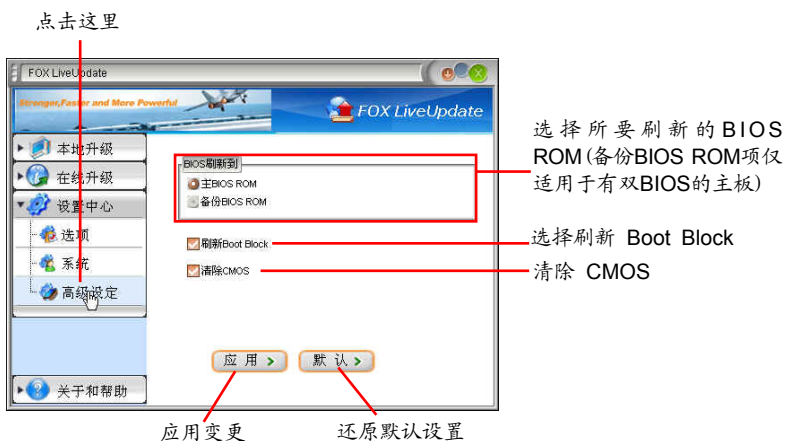 点击这里
FOX LiveUpdate
Stronger,Faster and More Powerful
FOX LiveUpdate
本地升级
在线升级
设置中心
选项
系统
高级设定
关于和帮助
BIOS刷新到
主BIOS ROM
备份BIOS ROM
刷新Boot Block
清除CMOS
应 用
默 认
选择所要刷新的BIOS
ROM(备份BIOS ROM项仅
适用于有双BIOS的主板)
选择刷新 Boot Block
清除 CMOS
应用变更
还原默认设置